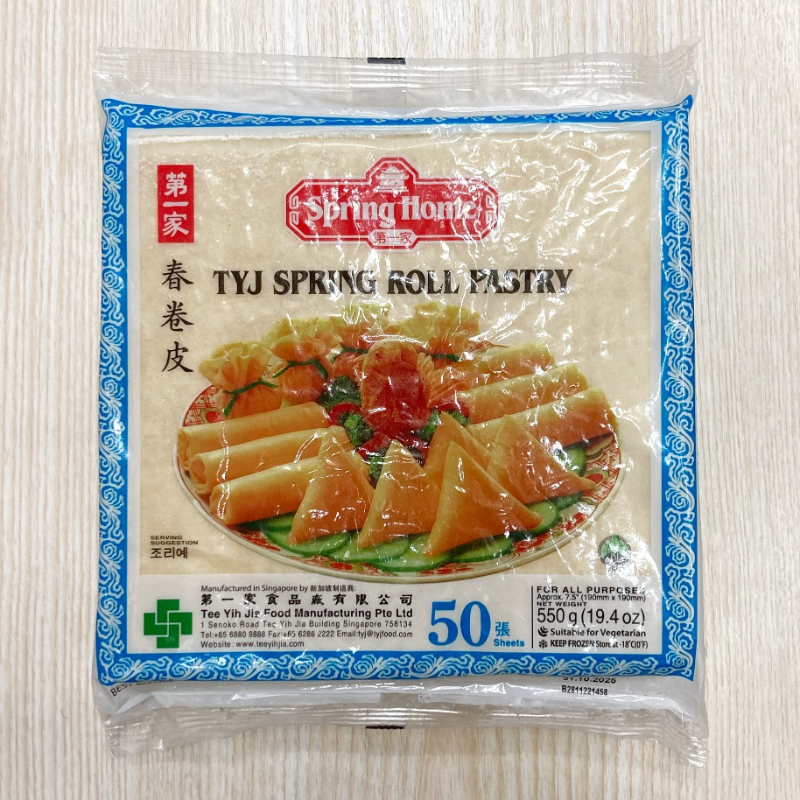 第一家
春卷皮
Spring Home
第一家
TYJ SPRING ROLL PASTRY
SERVING
SUGGESTION
조리예
Manufactured in Singapore by 新加坡制造商:
第一家食品廠有限公司
Tee Yih Jia Food Manufacturing Pte Ltd
1 Senoko Road Tee Yih Jia Building Singapore 758134
Tel:+65 6880 9888 Fax:+65 6286 2222 Email:tyj@tyjfood.com
Website: www.teeyihjia.com
50 張
Sheets
FOR ALL PURPOSES
Approx. 7.5" (190mm x 190mm)
NET WEIGHT
550 g (19.4 oz)
Suitable for Vegetarian
KEEP FROZEN Store at -18°C(0°F)
31.10.2025
B2811221458